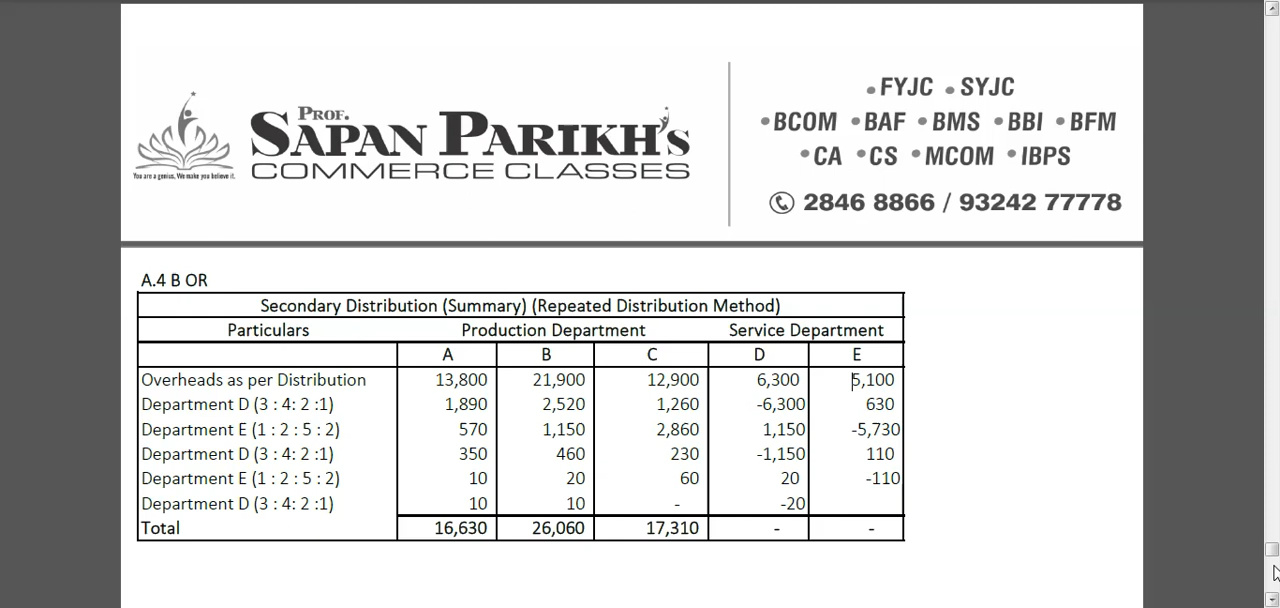 PROF.
SAPAN PARIKH'S
COMMERCE CLASSES
You are a genius. We make you believe it.
• FYJC • SYJC
• BCOM • BAF • BMS • BBI • BFM
• CA • CS • MCOM • IBPS
2846 8866 / 93242 77778
A.4 B OR
Secondary Distribution (Summary) (Repeated Distribution Method)
Particulars Production Department Service Department
A B C D E
Overheads as per Distribution 13,800 21,900 12,900 6,300 5,100
Department D (3 : 4: 2 :1) 1,890 2,520 1,260 -6,300 630
Department E (1 : 2 : 5 : 2) 570 1,150 2,860 1,150 -5,730
Department D (3 : 4: 2 :1) 350 460 230 -1,150 110
Department E (1 : 2 : 5 : 2) 10 20 60 20 -110
Department D (3 : 4: 2 :1) 10 10 - -20
Total 16,630 26,060 17,310 - -